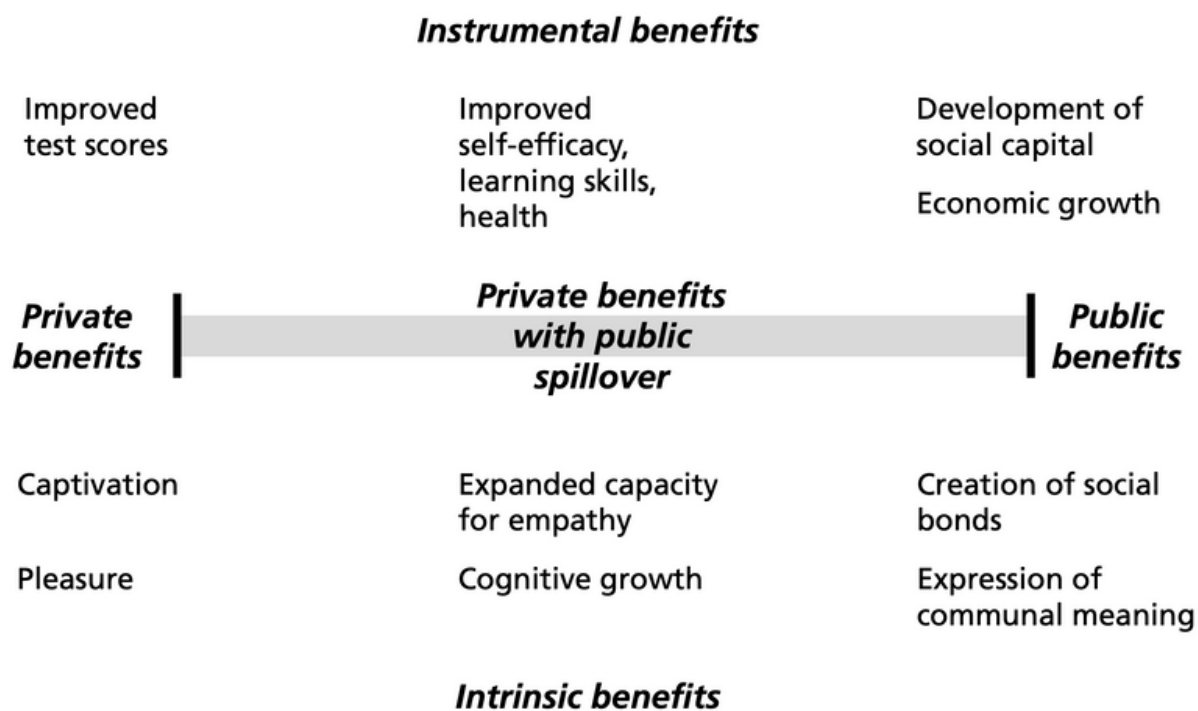 Instrumental benefits
Improved
test scores
Improved
self-efficacy,
learning skills,
health
Development of
social capital
Economic growth
Private
benefits
Private benefits
with public
spillover
Public
benefits
Captivation
Pleasure
Expanded capacity
for empathy
Cognitive growth
Creation of social
bonds
Expression of
communal meaning
Intrinsic benefits